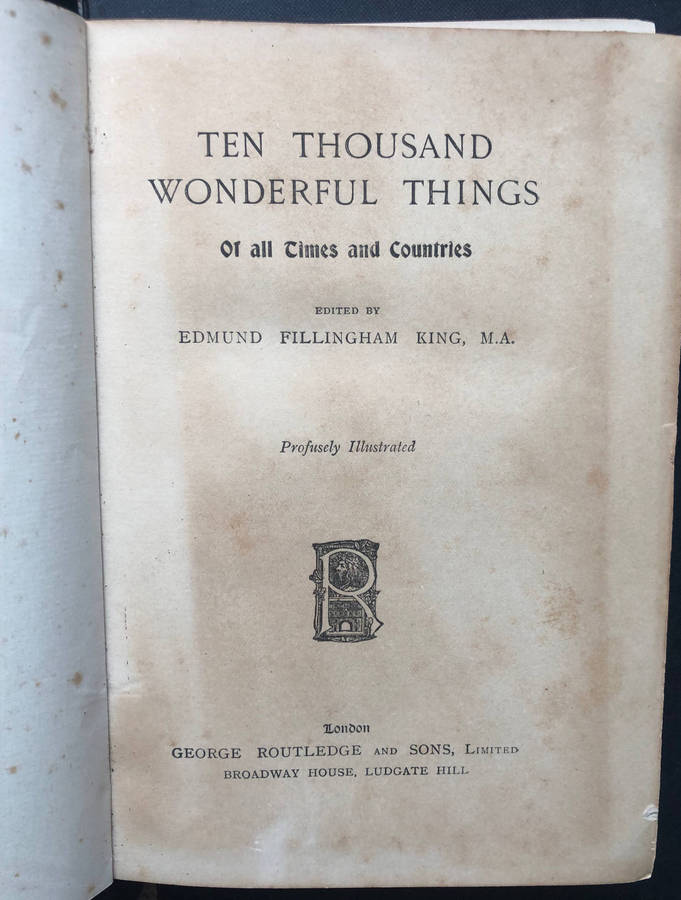 TEN THOUSAND
WONDERFUL THINGS
Of all Times and Countries
EDITED BY
EDMUND FILLINGHAM KING, M.A.
Profusely Illustrated
R
London
GEORGE ROUTLEDGE AND SONS, LIMITED
BROADWAY HOUSE, LUDGATE HILL